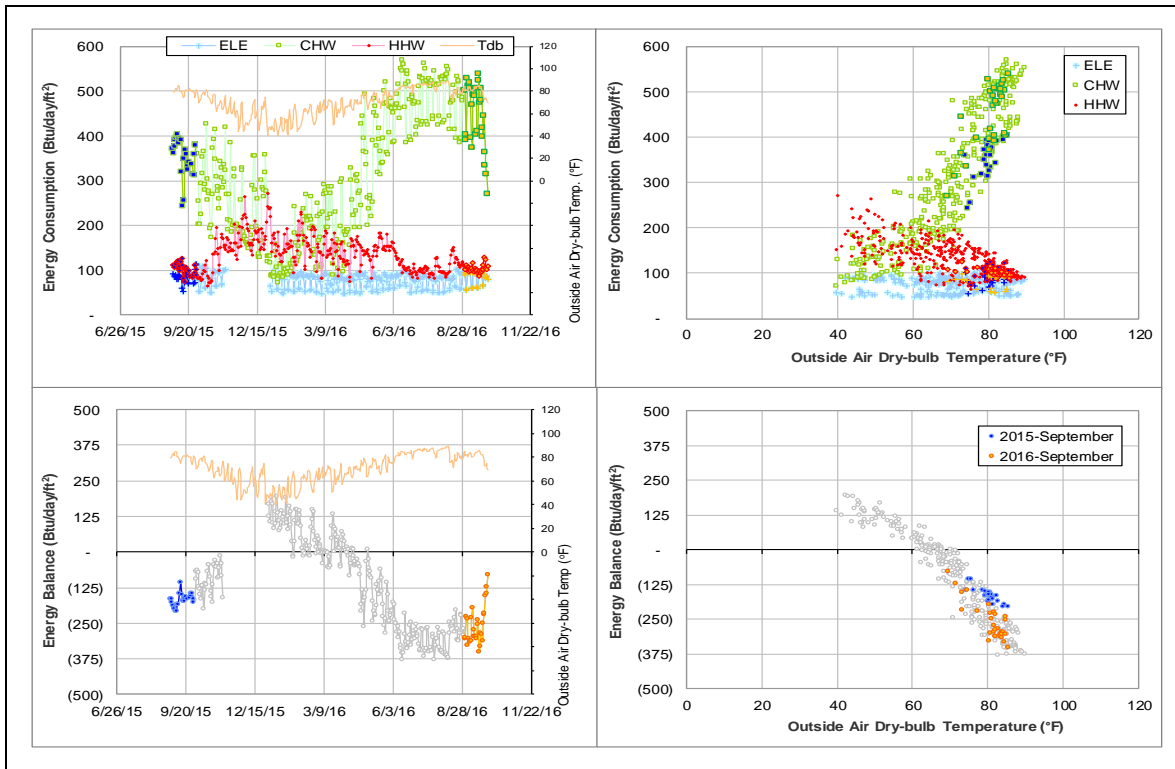 ELE CHW HHW Tdb
600
500
400
300
200
100
-
Energy Consumption (Btu/day/ft²)
120
100
80
60
40
20
0
Outside Air Dry-bulb Temp. (°F)
6/26/15 9/20/15 12/15/15 3/9/16 6/3/16 8/28/16 11/22/16
600
500
400
300
200
100
-
Energy Consumption (Btu/day/ft²)
ELE
CHW
HHW
0 20 40 60 80 100 120
Outside Air Dry-bulb Temperature (°F)
500
375
250
125
-
(125)
(250)
(375)
(500)
Energy Balance (Btu/day/ft²)
120
100
80
60
40
20
0
Outside Air Dry-bulb Temp (°F)
6/26/15 9/20/15 12/15/15 3/9/16 6/3/16 8/28/16 11/22/16
500
375
250
125
-
(125)
(250)
(375)
(500)
Energy Balance (Btu/day/ft²)
2015-September
2016-September
0 20 40 60 80 100 120
Outside Air Dry-bulb Temperature (°F)